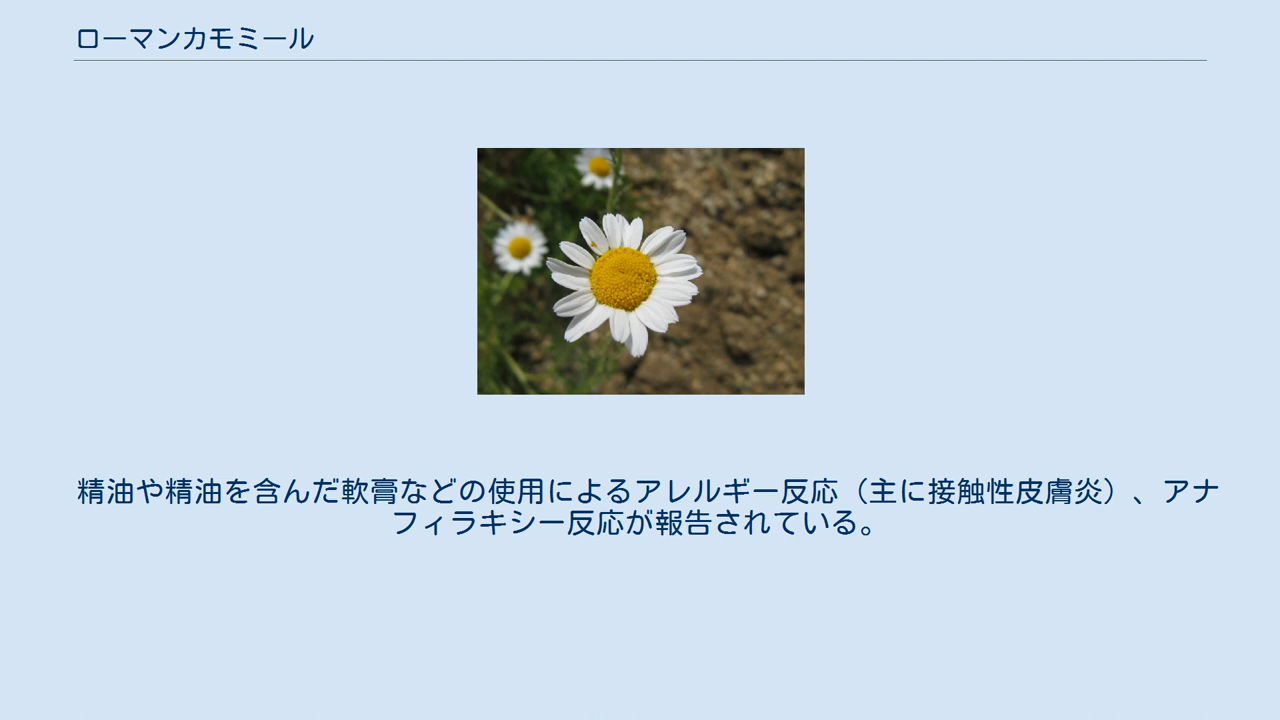 ローマンカモミール
精油や精油を含んだ軟膏などの使用によるアレルギー反応（主に接触性皮膚炎）、アナ
フィラキシー反応が報告されている。